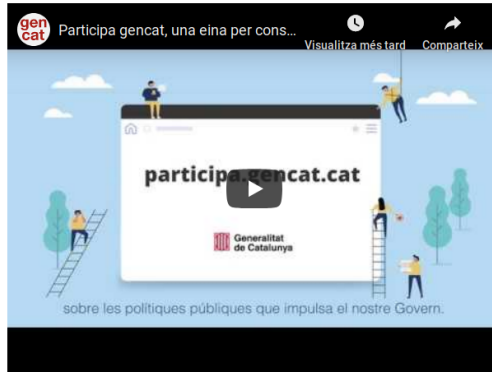 gen
cat
Participa gencat, una eina per cons...
Visualitza més tard
Comparteix
participa.gencat.cat
Generalitat
de Catalunya
sobre les polítiques públiques que impulsa el nostre Govern.